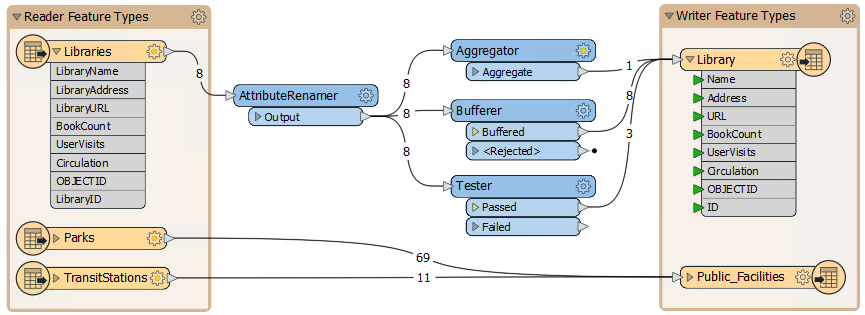 Reader Feature Types
Libraries
LibraryName
LibraryAddress
LibraryURL
BookCount
UserVisits
Circulation
OBJECTID
LibraryID
Parks
TransitStations
8
AttributeRenamer
Output
8
8
8
Aggregator
Aggregate
Bufferer
Buffered
<Rejected>
Tester
Passed
Failed
1
8
3
69
11
Writer Feature Types
Library
Name
Address
URL
BookCount
UserVisits
Circulation
OBJECTID
ID
Public_Facilities